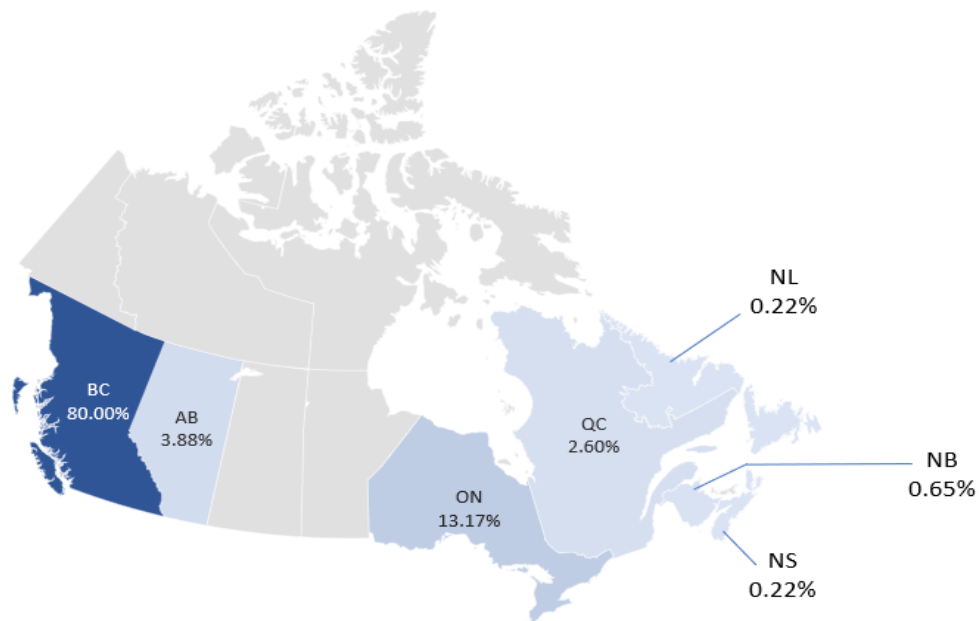 NL
0.22%
BC
80.00%
AB
3.88%
QC
2.60%
NB
0.65%
ON
13.17%
NS
0.22%